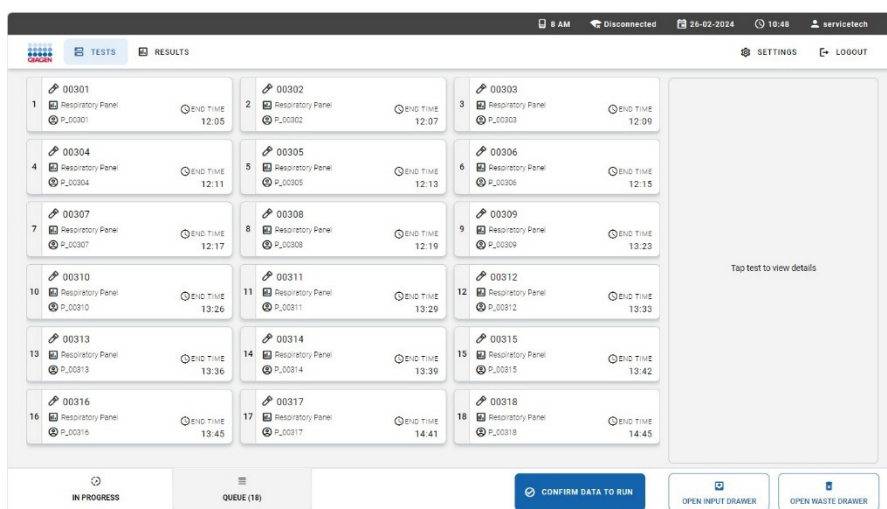 8 AM Disconnected 26-02-2024 10:48 servicetech
QIAGEN TESTS RESULTS SETTINGS LOGOUT
1 00301 Respiratory Panel P_00301 END TIME 12:05
2 00302 Respiratory Panel P_00302 END TIME 12:07
3 00303 Respiratory Panel P_00303 END TIME 12:09
4 00304 Respiratory Panel P_00304 END TIME 12:11
5 00305 Respiratory Panel P_00305 END TIME 12:13
6 00306 Respiratory Panel P_00306 END TIME 12:15
7 00307 Respiratory Panel P_00307 END TIME 12:17
8 00308 Respiratory Panel P_00308 END TIME 12:19
9 00309 Respiratory Panel P_00309 END TIME 13:23
10 00310 Respiratory Panel P_00310 END TIME 13:26
11 00311 Respiratory Panel P_00311 END TIME 13:29
12 00312 Respiratory Panel P_00312 END TIME 13:33
13 00313 Respiratory Panel P_00313 END TIME 13:36
14 00314 Respiratory Panel P_00314 END TIME 13:39
15 00315 Respiratory Panel P_00315 END TIME 13:42
16 00316 Respiratory Panel P_00316 END TIME 13:45
17 00317 Respiratory Panel P_00317 END TIME 14:41
18 00318 Respiratory Panel P_00318 END TIME 14:45
Tap test to view details
IN PROGRESS
QUEUE (18)
CONFIRM DATA TO RUN
OPEN INPUT DRAWER
OPEN WASTE DRAWER